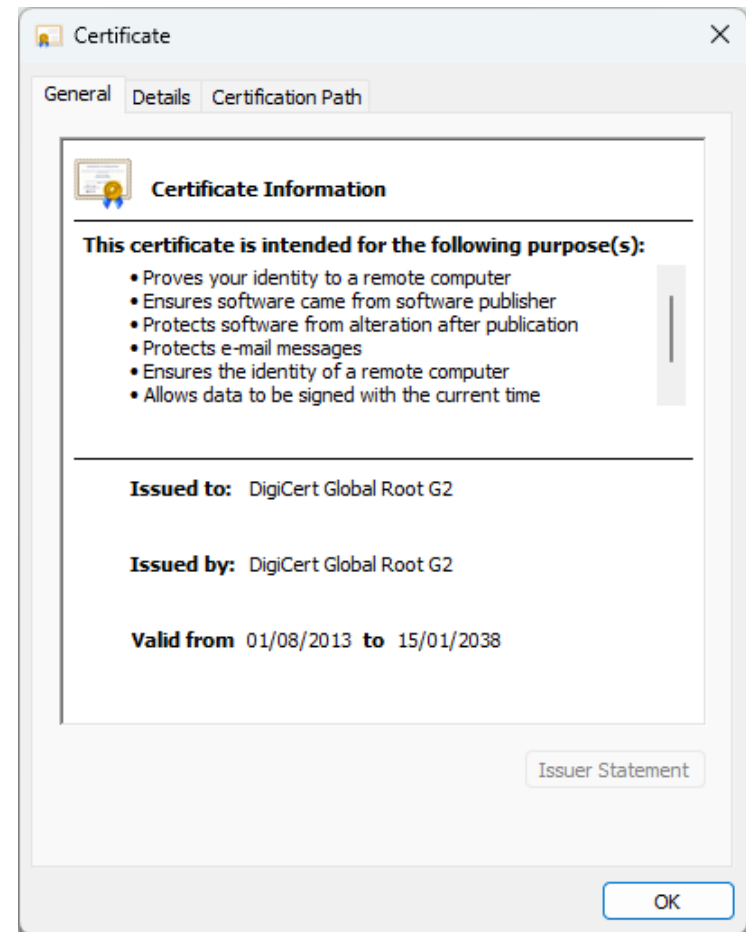 Certificate
General Details Certification Path
Certificate Information
This certificate is intended for the following purpose(s):
• Proves your identity to a remote computer
• Ensures software came from software publisher
• Protects software from alteration after publication
• Protects e-mail messages
• Ensures the identity of a remote computer
• Allows data to be signed with the current time
Issued to: DigiCert Global Root G2
Issued by: DigiCert Global Root G2
Valid from 01/08/2013 to 15/01/2038
Issuer Statement
OK